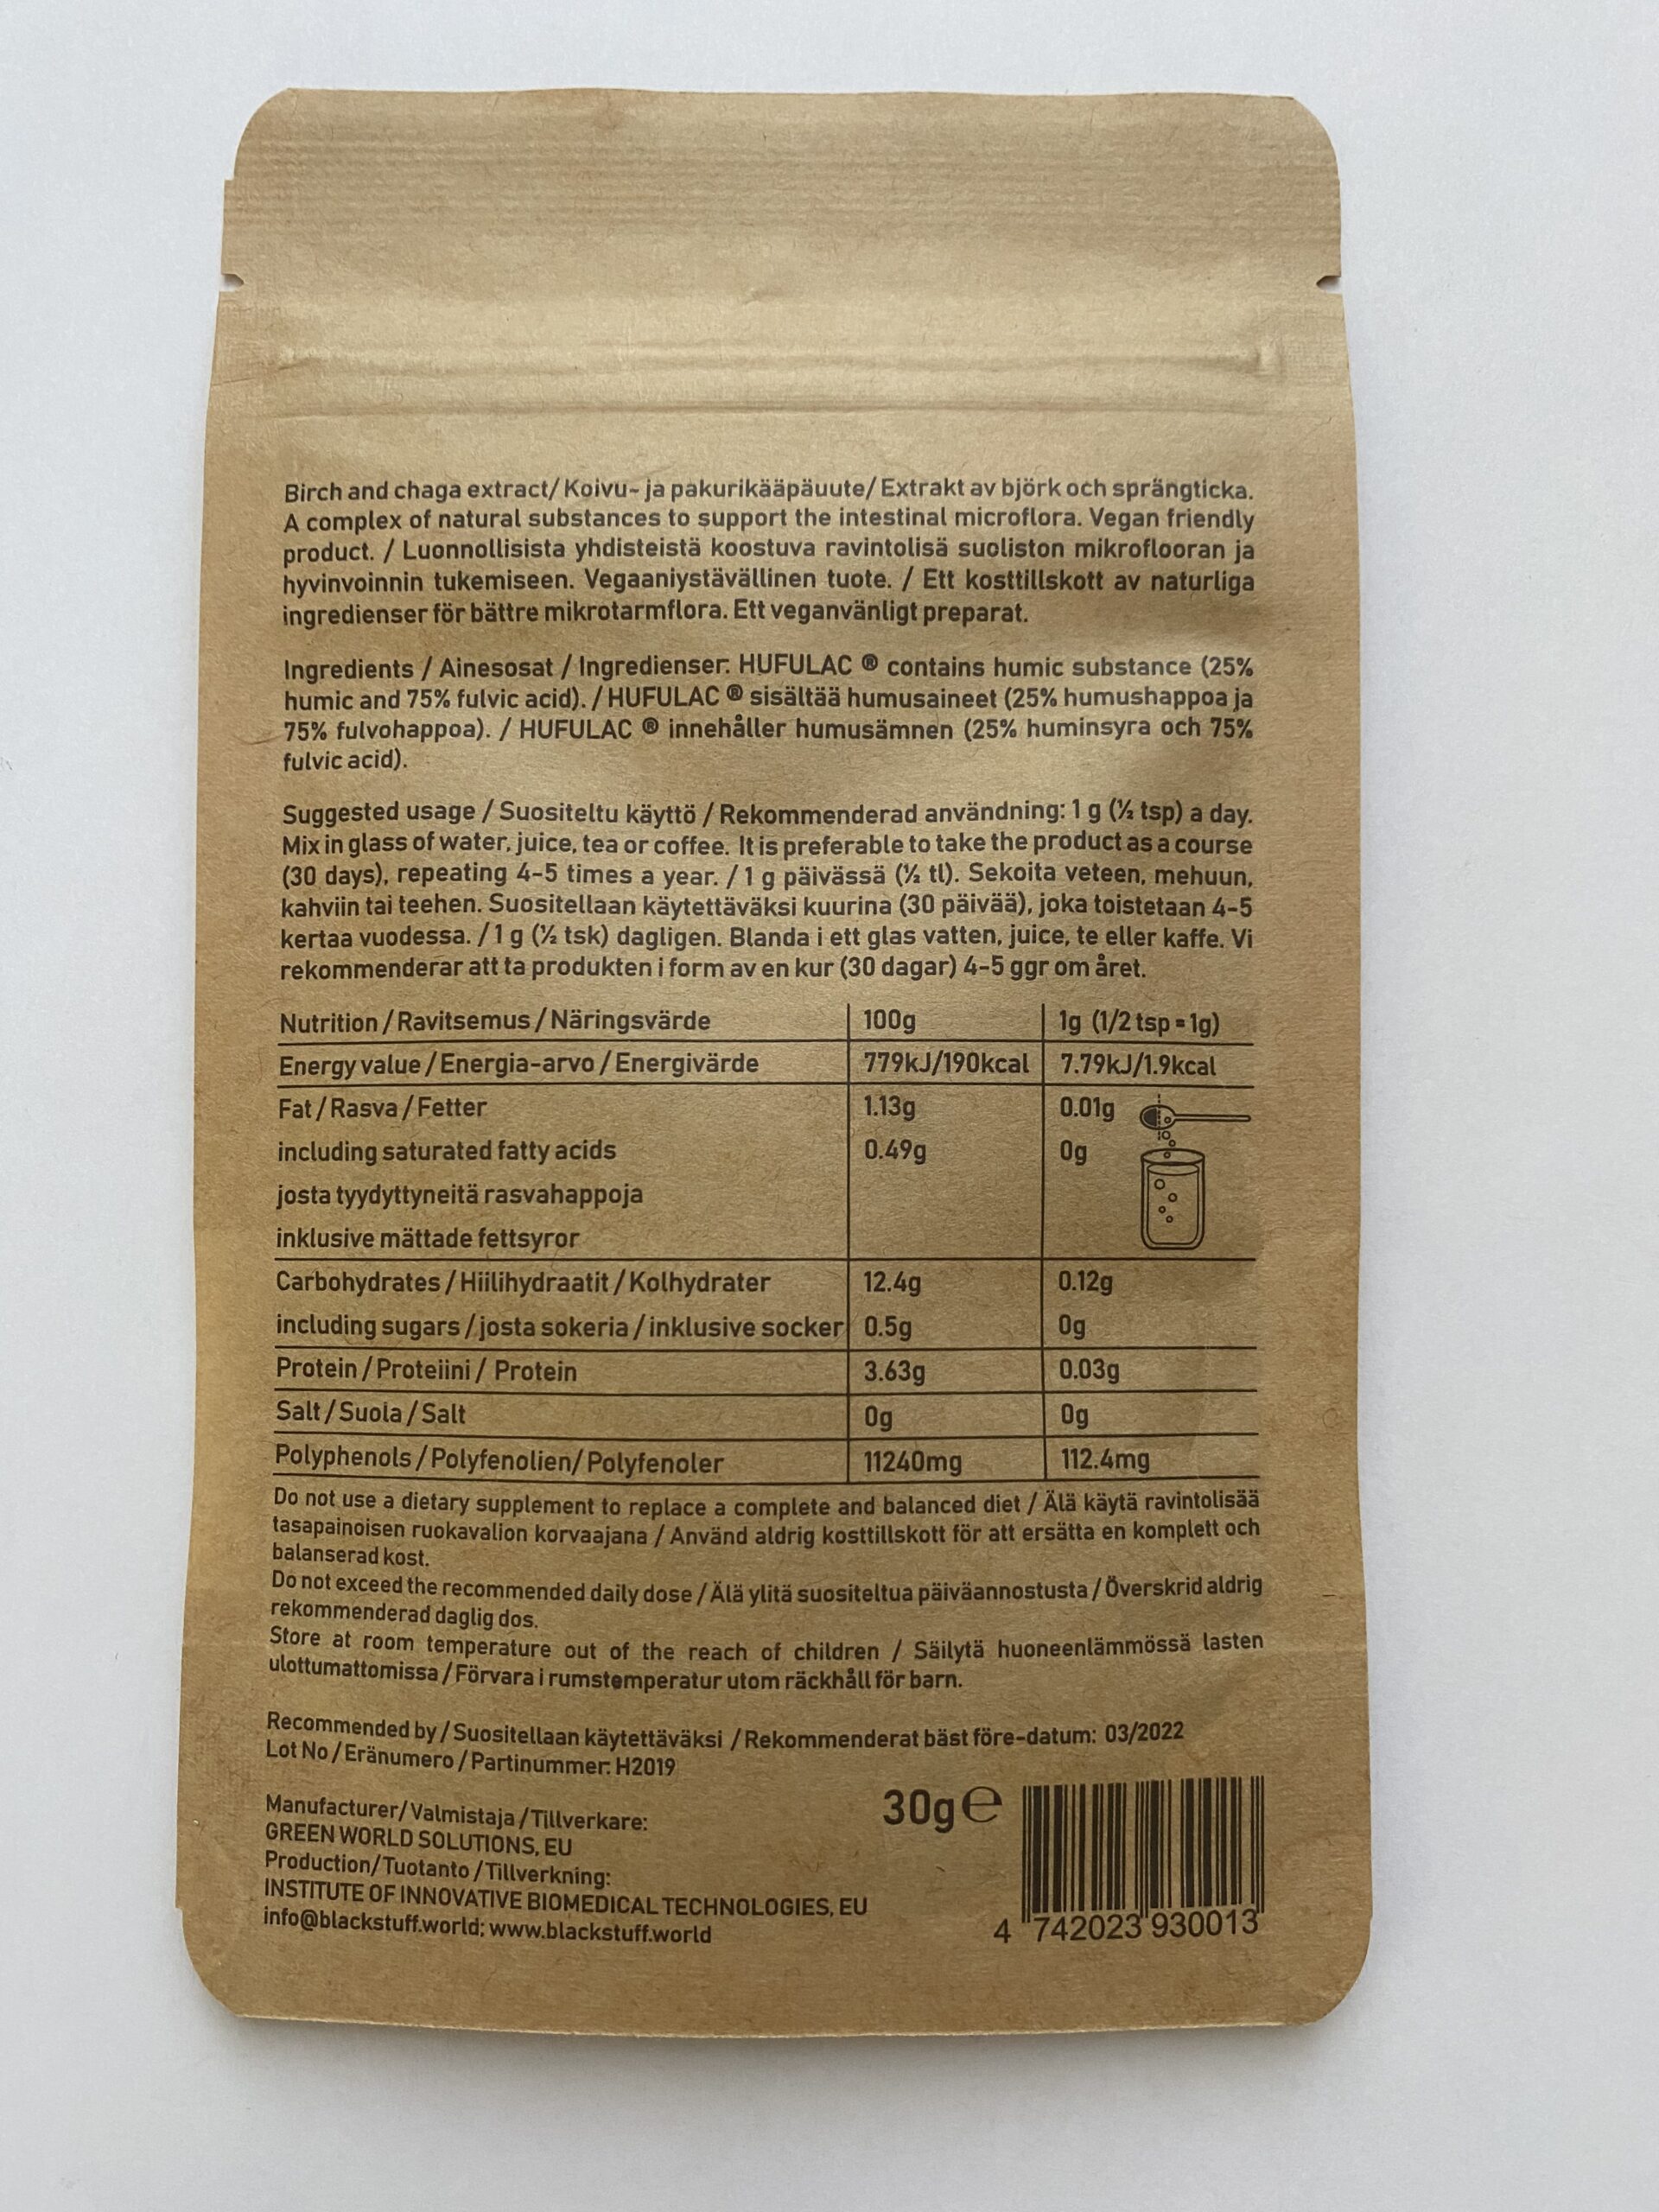 Birch and chaga extract/ Koivu- ja pakurikääpäuute/ Extrakt av björk och sprängticka.
A complex of natural substances to support the intestinal microflora. Vegan friendly
product. / Luonnollisista yhdisteistä koostuva ravintolisä suoliston mikroflooran ja
hyvinvoinnin tukemiseen. Vegaaniystävällinen tuote. / Ett kosttillskott av naturliga
ingredienser för bättre mikrotarmflora. Ett veganvänligt preparat.
Ingredients / Ainesosat / Ingredienser: HUFULAC ® contains humic substance (25%
humic and 75% fulvic acid). / HUFULAC ® sisältää humusaineet (25% humushappoa ja
75% fulvohappoa). / HUFULAC ® innehåller humusämnen (25% huminsyra och 75%
fulvic acid).
Suggested usage / Suositeltu käyttö / Rekommenderad användning: 1 g (½ tsp) a day.
Mix in glass of water, juice, tea or coffee. It is preferable to take the product as a course
(30 days), repeating 4-5 times a year. / 1 g päivässä (½ tl). Sekoita veteen, mehuun,
kahviin tai teehen. Suositellaan käytettäväksi kuurina (30 päivää), joka toistetaan 4-5
kertaa vuodessa. / 1 g (½ tsk) dagligen. Blanda i ett glas vatten, juice, te eller kaffe. Vi
rekommenderar att ta produkten i form av en kur (30 dagar) 4-5 ggr om året.
Nutrition / Ravitsemus / Näringsvärde 100g 1g (1/2 tsp = 1g)
Energy value / Energia-arvo / Energivärde 779kJ/190kcal 7.79kJ/1.9kcal
Fat / Rasva / Fetter 1.13g 0.01g
including saturated fatty acids 0.49g 0g
josta tyydyttyneitä rasvahappoja
inklusive mättade fettsyror
Carbohydrates / Hiilihydraatit / Kolhydrater 12.4g 0.12g
including sugars / josta sokeria / inklusive socker 0.5g 0g
Protein / Proteiini / Protein 3.63g 0.03g
Salt / Suola / Salt 0g 0g
Polyphenols / Polyfenolien/ Polyfenoler 11240mg 112.4mg
Do not use a dietary supplement to replace a complete and balanced diet / Älä käytä ravintolisää
tasapainoisen ruokavalion korvaajana / Använd aldrig kosttillskott för att ersätta en komplett och
balanserad kost.
Do not exceed the recommended daily dose / Älä ylitä suositeltua päiväannostusta / Överskrid aldrig
rekommenderad daglig dos.
Store at room temperature out of the reach of children / Säilytä huoneenlämmössä lasten
ulottumattomissa / Förvara i rumstemperatur utom räckhåll för barn.
Recommended by / Suositellaan käytettäväksi / Rekommenderat bäst före-datum: 03/2022
Lot No / Eränumero / Partinummer: H2019
Manufacturer/ Valmistaja / Tillverkare:
GREEN WORLD SOLUTIONS, EU
Production/ Tuotanto / Tillverkning:
INSTITUTE OF INNOVATIVE BIOMEDICAL TECHNOLOGIES, EU
info@blackstuff.world; www.blackstuff.world
30g℮
4 742023 930013